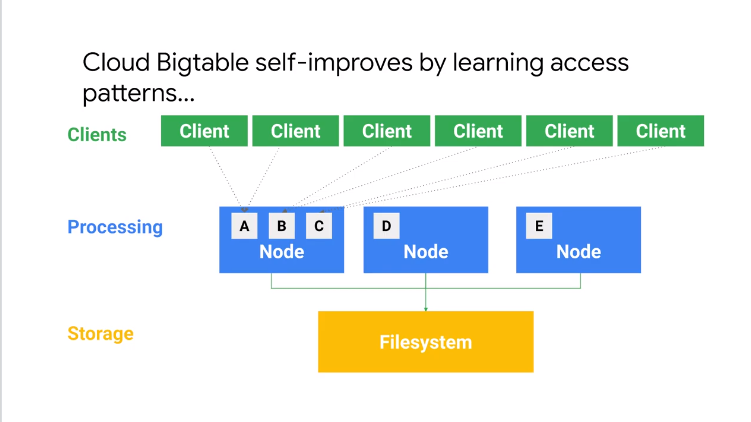 Cloud Bigtable self-improves by learning access
patterns...
Clients
Client Client Client Client Client Client
Processing
A B C D E
Node Node Node
Storage
Filesystem